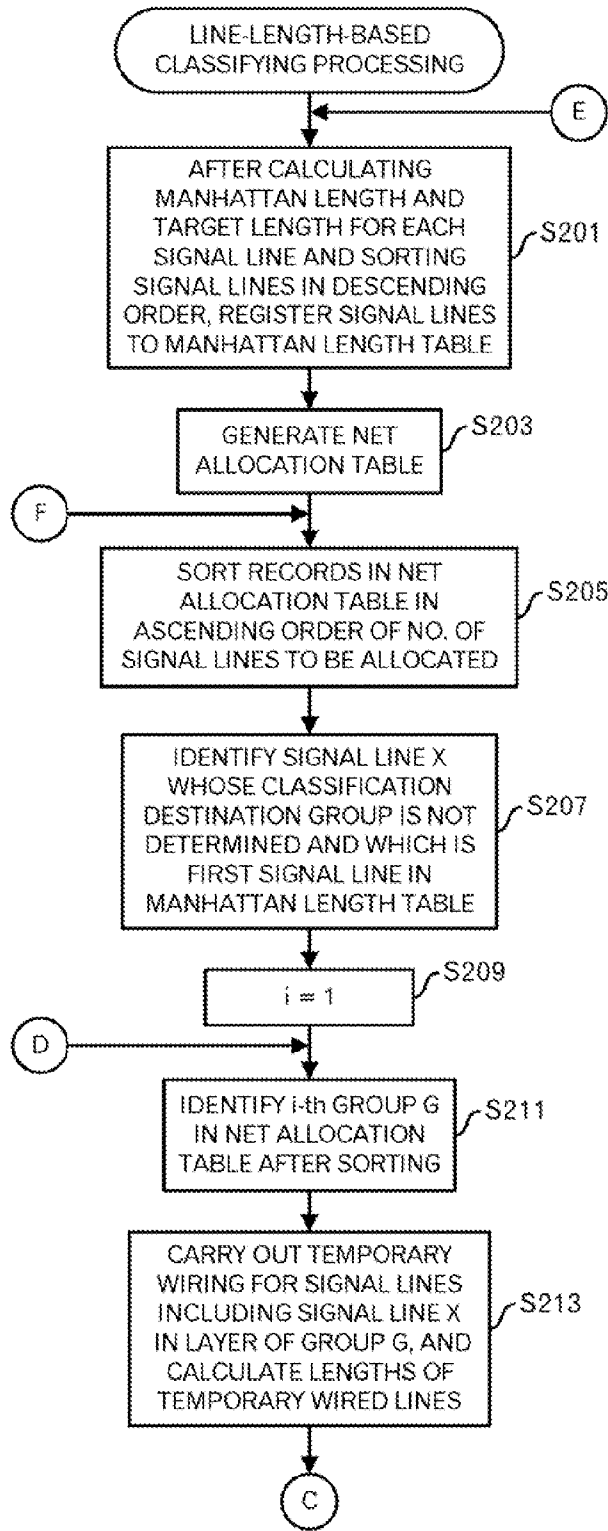 LINE-LENGTH-BASED
CLASSIFYING PROCESSING
E
AFTER CALCULATING
MANHATTAN LENGTH AND
TARGET LENGTH FOR EACH
SIGNAL LINE AND SORTING
SIGNAL LINES IN DESCENDING
ORDER, REGISTER SIGNAL LINES
TO MANHATTAN LENGTH TABLE
S201
GENERATE NET
ALLOCATION TABLE
S203
F
SORT RECORDS IN NET
ALLOCATION TABLE IN
ASCENDING ORDER OF NO. OF
SIGNAL LINES TO BE ALLOCATED
S205
IDENTIFY SIGNAL LINE X
WHOSE CLASSIFICATION
DESTINATION GROUP IS NOT
DETERMINED AND WHICH IS
FIRST SIGNAL LINE IN
MANHATTAN LENGTH TABLE
S207
i = 1
S209
D
IDENTIFY i-th GROUP G
IN NET ALLOCATION
TABLE AFTER SORTING
S211
CARRY OUT TEMPORARY
WIRING FOR SIGNAL LINES
INCLUDING SIGNAL LINE X
IN LAYER OF GROUP G, AND
CALCULATE LENGTHS OF
TEMPORARY WIRED LINES
S213
C